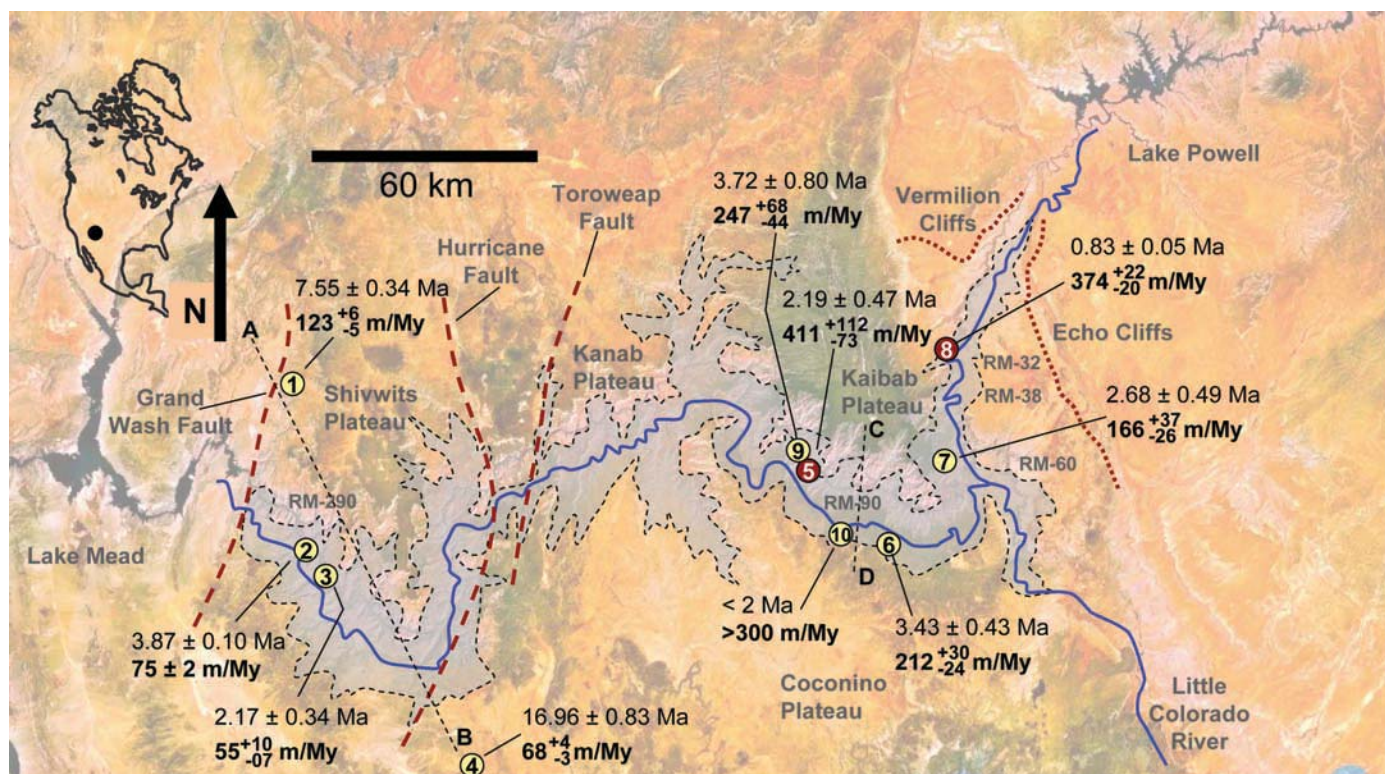 Lake Powell
60 km
3.72 ± 0.80 Ma
247 +68 -44 m/My
Toroweap
Fault
Vermilion
Cliffs
Hurricane
Fault
0.83 ± 0.05 Ma
374 +22 -20 m/My
N
7.55 ± 0.34 Ma
123 +6 -5 m/My
2.19 ± 0.47 Ma
411 +112 -73 m/My
A
Echo Cliffs
8
RM-32
Kanab
Plateau
Kaibab
Plateau
1
Grand
Wash Fault
Shivwits
Plateau
RM-38
2.68 ± 0.49 Ma
166 +37 -26 m/My
C
9
5
7
RM-60
RM-290
RM-90
Lake Mead
2
3
10
6
D
3.87 ± 0.10 Ma
75 ± 2 m/My
< 2 Ma
>300 m/My
3.43 ± 0.43 Ma
212 +30 -24 m/My
2.17 ± 0.34 Ma
55 +10 -07 m/My
B
4
16.96 ± 0.83 Ma
68 +4 -3 m/My
Coconino
Plateau
Little
Colorado
River